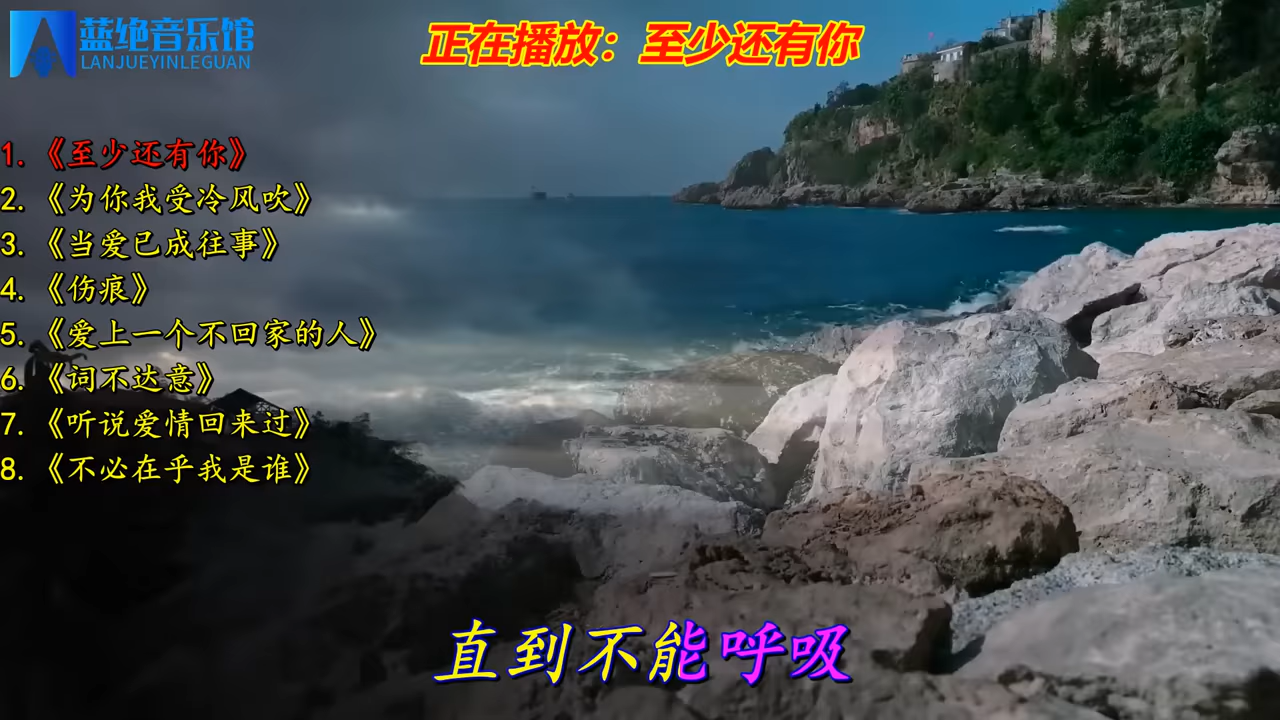 蓝绝音乐馆
LANJUEYINLEGUAN
正在播放：至少还有你
1.《至少还有你》
2.《为你我受冷风吹》
3.《当爱已成往事》
4.《伤痕》
5.《爱上一个不回家的人》
6.《词不达意》
7.《听说爱情回来过》
8.《不必在乎我是谁》
直到不能呼吸